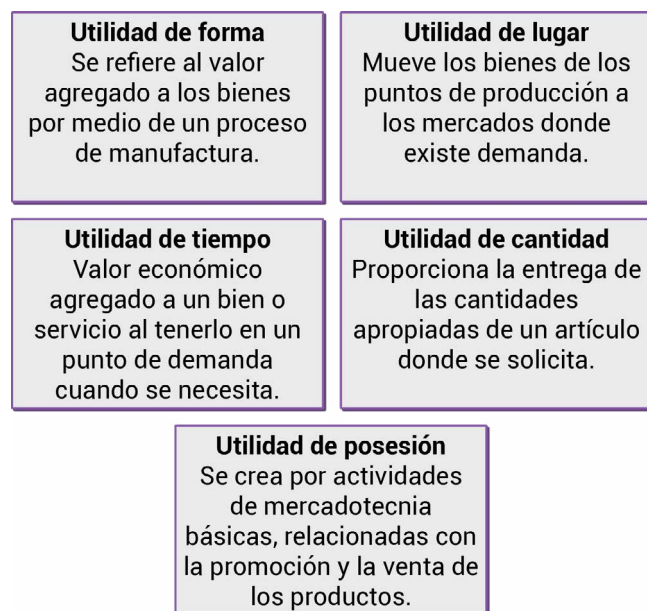 Utilidad de forma
Se refiere al valor
agregado a los bienes
por medio de un proceso
de manufactura.
Utilidad de lugar
Mueve los bienes de los
puntos de producción a
los mercados donde
existe demanda.
Utilidad de tiempo
Valor económico
agregado a un bien o
servicio al tenerlo en un
punto de demanda
cuando se necesita.
Utilidad de cantidad
Proporciona la entrega de
las cantidades
apropiadas de un artículo
donde se solicita.
Utilidad de posesión
Se crea por actividades
de mercadotecnia
básicas, relacionadas con
la promoción y la venta de
los productos.